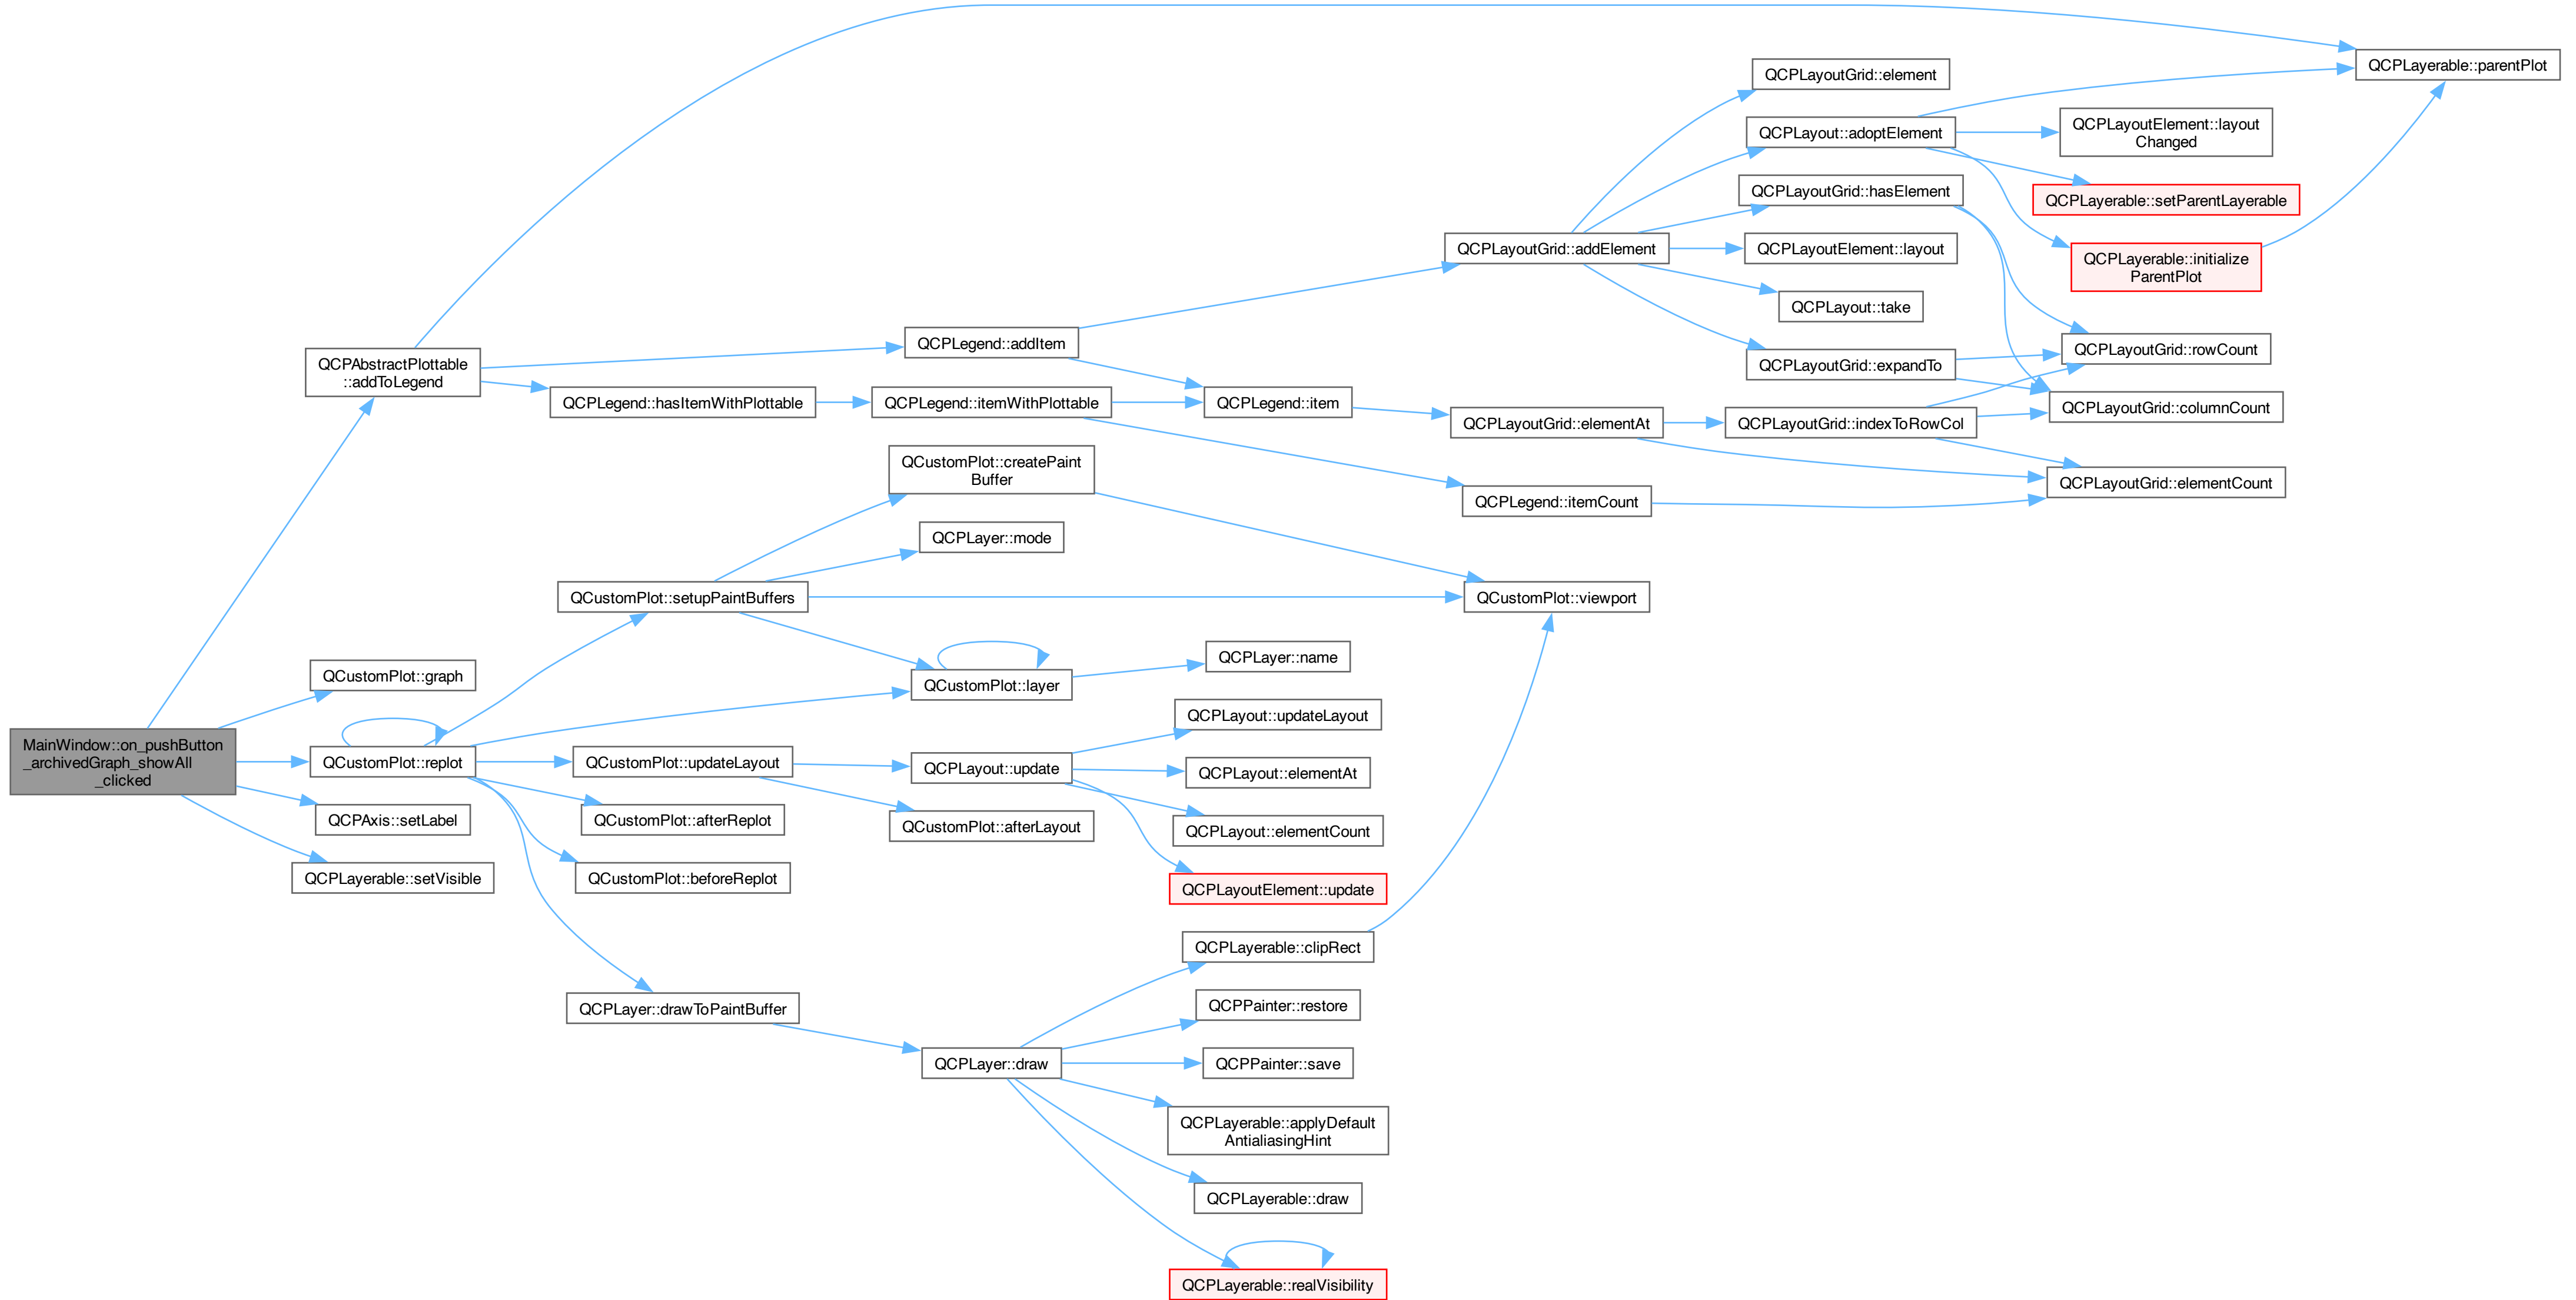 MainWindow::on_pushButton
_archivedGraph_showAll
_clicked
QCPAbstractPlottable
::addToLegend
QCustomPlot::graph
QCustomPlot::replot
QCPAxis::setLabel
QCPLayerable::setVisible
QCPLegend::hasItemWithPlottable
QCustomPlot::setupPaintBuffers
QCustomPlot::updateLayout
QCustomPlot::afterReplot
QCustomPlot::beforeReplot
QCPLayer::drawToPaintBuffer
QCPLegend::addItem
QCPLegend::itemWithPlottable
QCustomPlot::createPaint
Buffer
QCPLayer::mode
QCustomPlot::layer
QCPLayout::update
QCustomPlot::afterLayout
QCPLayer::draw
QCPLegend::item
QCPLayer::name
QCPLayout::updateLayout
QCPLayout::elementAt
QCPLayout::elementCount
QCPLayoutElement::update
QCPLayerable::clipRect
QCPPainter::restore
QCPPainter::save
QCPLayerable::applyDefault
AntialiasingHint
QCPLayerable::draw
QCPLayerable::realVisibility
QCPLayoutGrid::addElement
QCPLayoutGrid::elementAt
QCPLegend::itemCount
QCustomPlot::viewport
QCPLayoutGrid::element
QCPLayout::adoptElement
QCPLayoutGrid::hasElement
QCPLayoutElement::layout
QCPLayout::take
QCPLayoutGrid::expandTo
QCPLayoutGrid::indexToRowCol
QCPLayerable::parentPlot
QCPLayoutElement::layout
Changed
QCPLayerable::setParentLayerable
QCPLayerable::initialize
ParentPlot
QCPLayoutGrid::rowCount
QCPLayoutGrid::columnCount
QCPLayoutGrid::elementCount